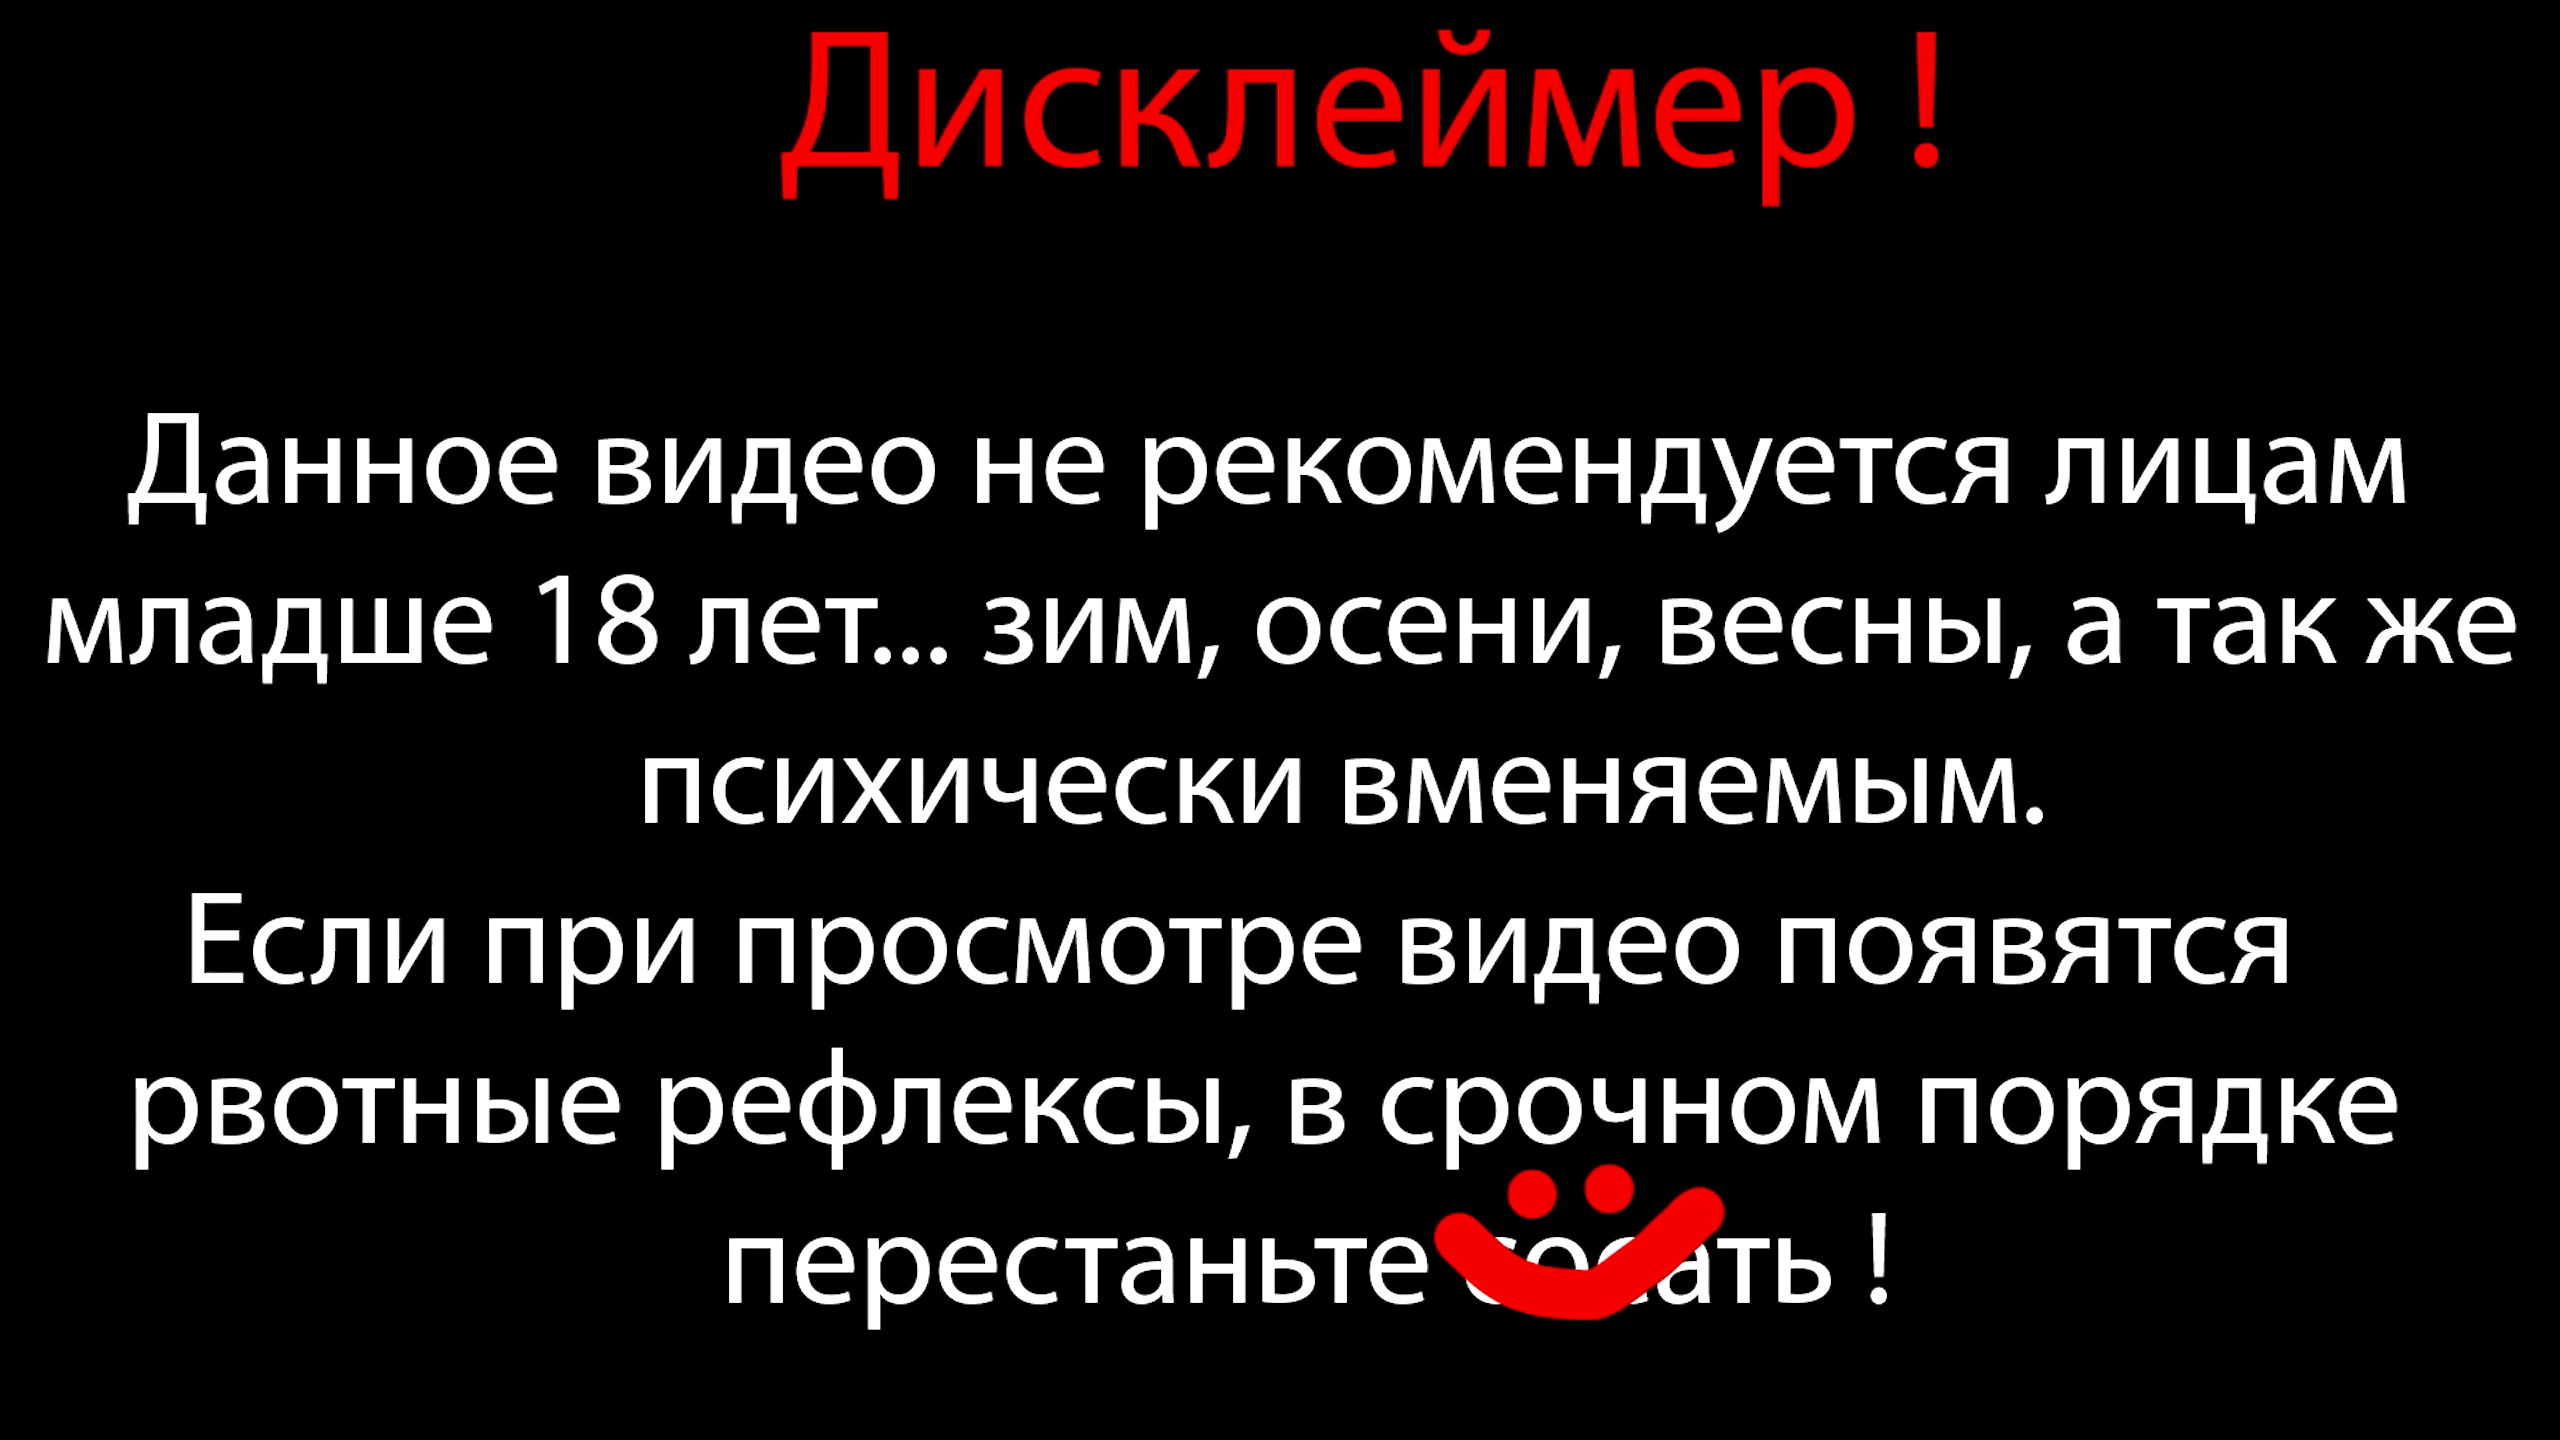 Дисклеймер !
Данное видео не рекомендуется лицам
младше 18 лет... зим, осени, весны, а так же
психически вменяемым.
Если при просмотре видео появятся
рвотные рефлексы, в срочном порядке
перестаньте сосать !